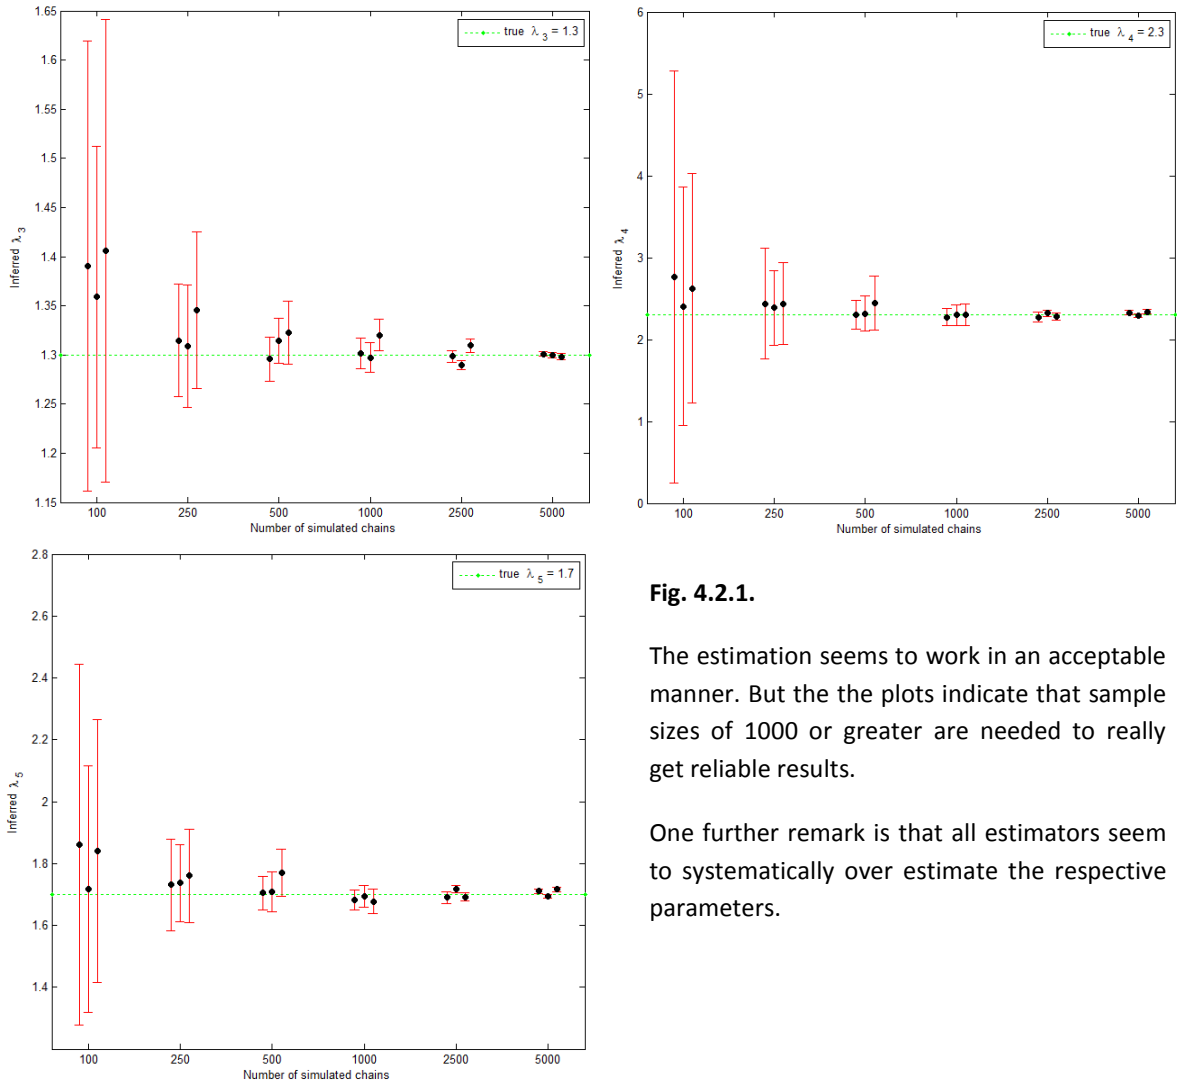 1.65
1.6
1.55
1.5
1.45
1.4
1.35
1.3
1.25
1.2
1.15
Inferred λ 3
true λ 3 = 1.3
100 250 500 1000 2500 5000
Number of simulated chains
6
5
4
3
2
1
0
Inferred λ 4
true λ 4 = 2.3
100 250 500 1000 2500 5000
Number of simulated chains
2.8
2.6
2.4
2.2
2
1.8
1.6
1.4
Inferred λ 5
true λ 5 = 1.7
100 250 500 1000 2500 5000
Number of simulated chains
Fig. 4.2.1.
The estimation seems to work in an acceptable
manner. But the the plots indicate that sample
sizes of 1000 or greater are needed to really
get reliable results.
One further remark is that all estimators seem
to systematically over estimate the respective
parameters.